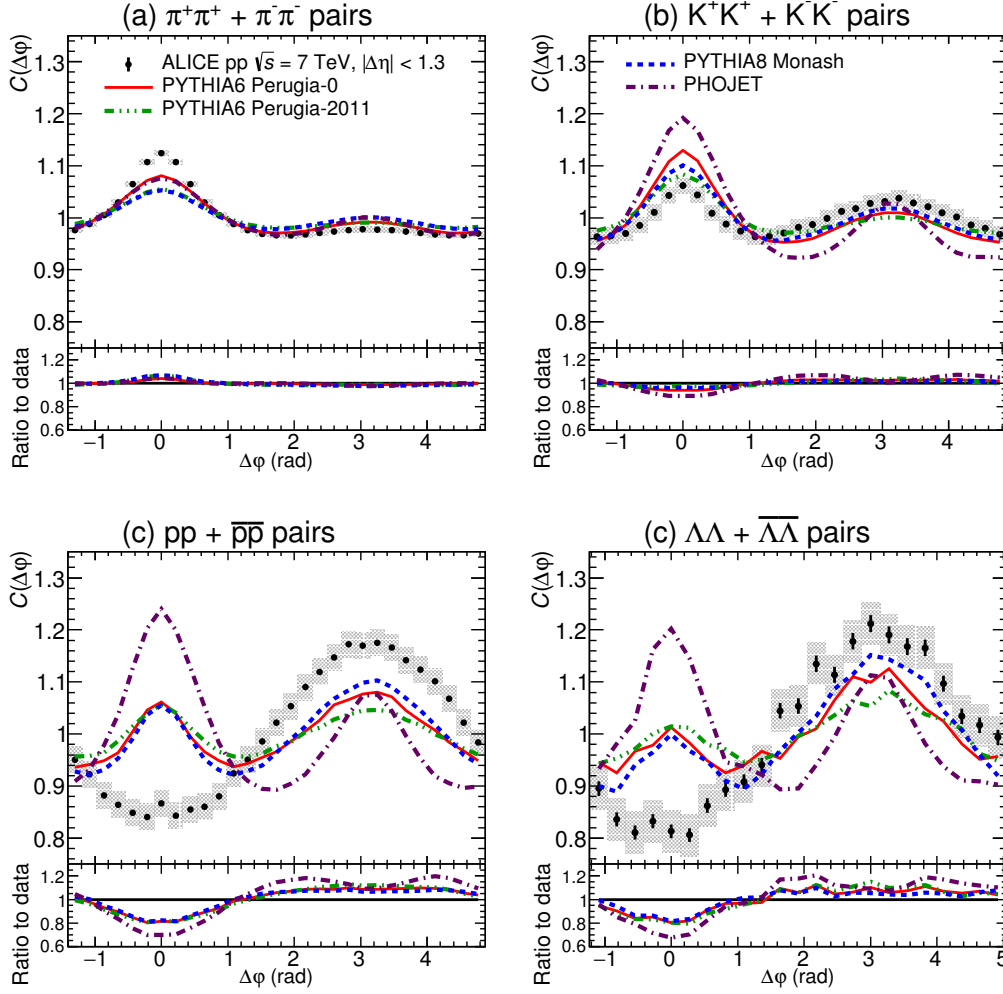 (a) π⁺π⁺ + π⁻π⁻ pairs
C(Δφ)
1.3
1.2
1.1
1
0.9
0.8
ALICE pp √s = 7 TeV, |Δη| < 1.3
PYTHIA6 Perugia-0
PYTHIA6 Perugia-2011
Ratio to data
1.2
1
0.8
0.6
−1 0 1 2 3 4
Δφ (rad)
(b) K⁺K⁺ + K⁻K⁻ pairs
C(Δφ)
1.3
1.2
1.1
1
0.9
0.8
PYTHIA8 Monash
PHOJET
Ratio to data
1.2
1
0.8
0.6
−1 0 1 2 3 4
Δφ (rad)
(c) pp + p̅p̅ pairs
C(Δφ)
1.3
1.2
1.1
1
0.9
0.8
Ratio to data
1.2
1
0.8
0.6
−1 0 1 2 3 4
Δφ (rad)
(c) ΛΛ + Λ̅Λ̅ pairs
C(Δφ)
1.3
1.2
1.1
1
0.9
0.8
Ratio to data
1.2
1
0.8
0.6
−1 0 1 2 3 4 5
Δφ (rad)